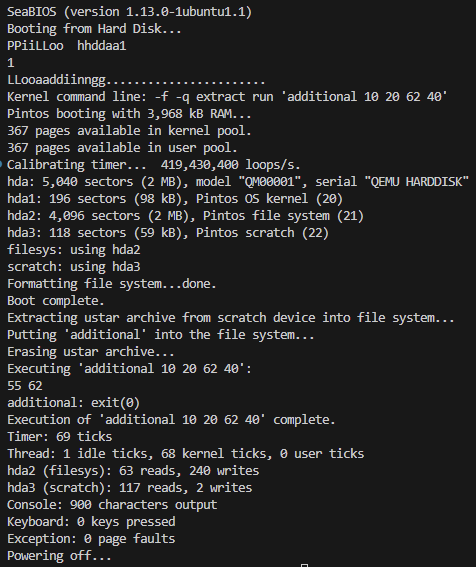 SeaBIOS (version 1.13.0-1ubuntu1.1)
Booting from Hard Disk...
PPiiLLoo  hhddaa1
1
LLooaaddiinngg......................
Kernel command line: -f -q extract run 'additional 10 20 62 40'
Pintos booting with 3,968 kB RAM...
367 pages available in kernel pool.
367 pages available in user pool.
Calibrating timer...  419,430,400 loops/s.
hda: 5,040 sectors (2 MB), model "QM00001", serial "QEMU HARDDISK"
hda1: 196 sectors (98 kB), Pintos OS kernel (20)
hda2: 4,096 sectors (2 MB), Pintos file system (21)
hda3: 118 sectors (59 kB), Pintos scratch (22)
filesys: using hda2
scratch: using hda3
Formatting file system...done.
Boot complete.
Extracting ustar archive from scratch device into file system...
Putting 'additional' into the file system...
Erasing ustar archive...
Executing 'additional 10 20 62 40':
55 62
additional: exit(0)
Execution of 'additional 10 20 62 40' complete.
Timer: 69 ticks
Thread: 1 idle ticks, 68 kernel ticks, 0 user ticks
hda2 (filesys): 63 reads, 240 writes
hda3 (scratch): 117 reads, 2 writes
Console: 900 characters output
Keyboard: 0 keys pressed
Exception: 0 page faults
Powering off...